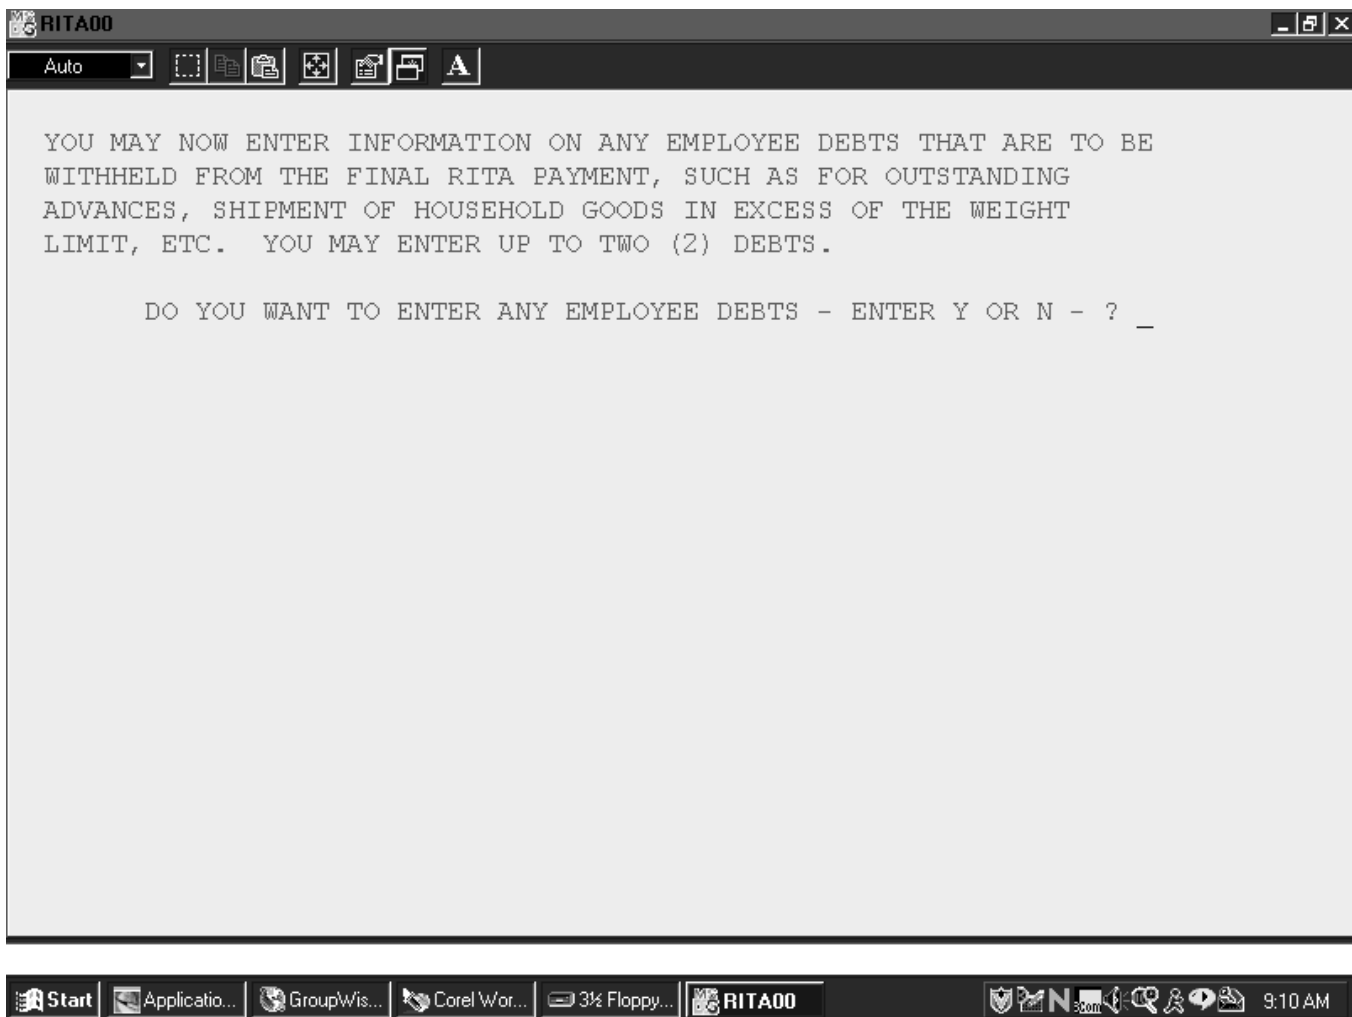 RITA00
Auto
A
YOU MAY NOW ENTER INFORMATION ON ANY EMPLOYEE DEBTS THAT ARE TO BE
WITHHELD FROM THE FINAL RITA PAYMENT, SUCH AS FOR OUTSTANDING
ADVANCES, SHIPMENT OF HOUSEHOLD GOODS IN EXCESS OF THE WEIGHT
LIMIT, ETC.  YOU MAY ENTER UP TO TWO (2) DEBTS.
DO YOU WANT TO ENTER ANY EMPLOYEE DEBTS - ENTER Y OR N - ? _
Start Applicatio... GroupWis... Corel Wor... 3½ Floppy... RITA00 N 3Com 9:10 AM